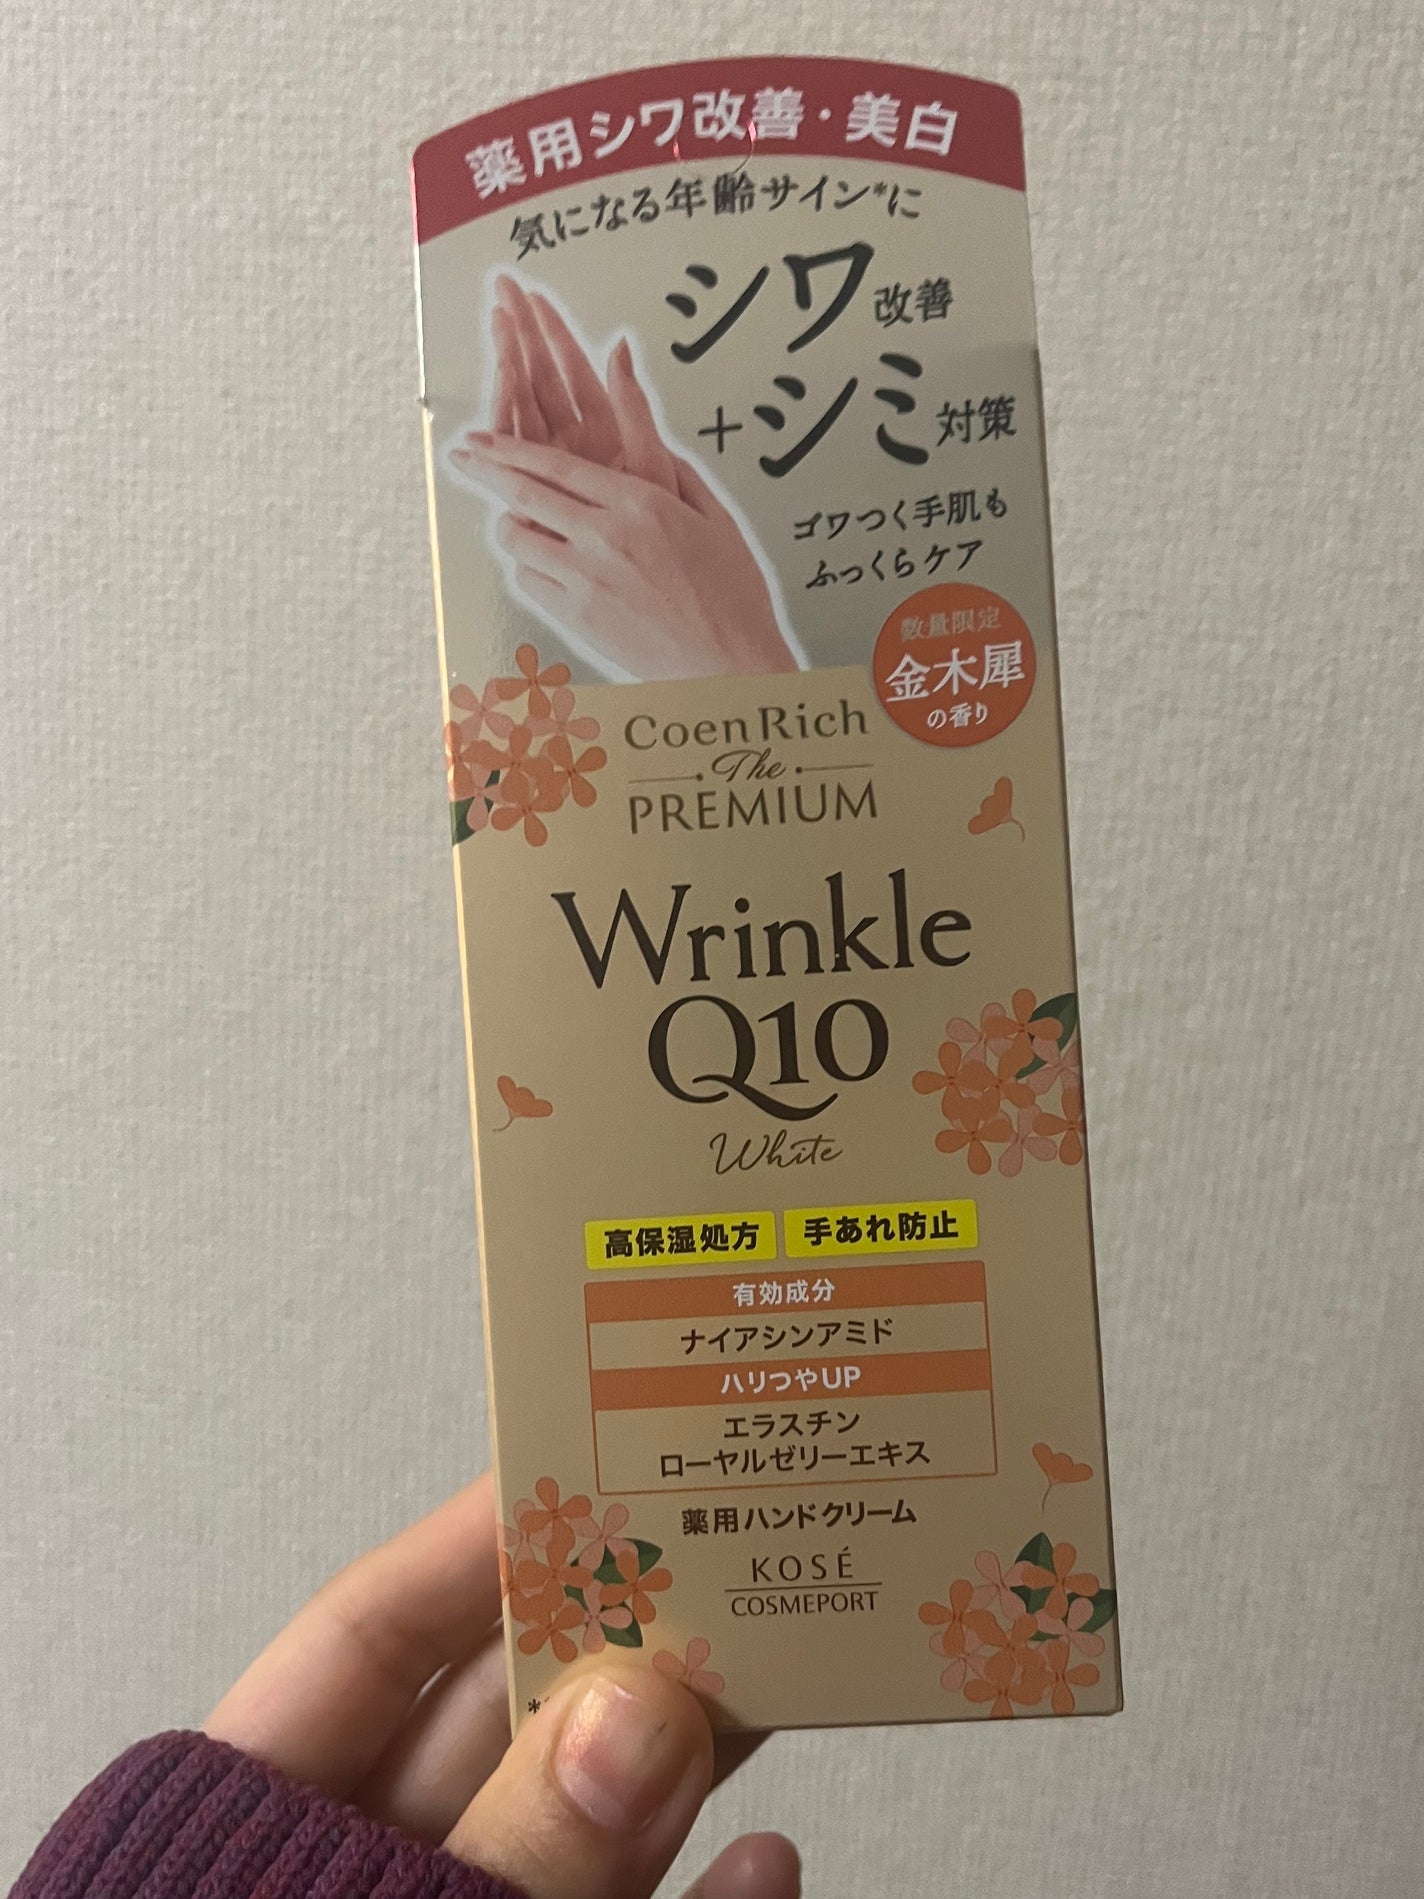 薬用シワ改善・美白
気になる年齢サイン*に
シワ改善
+シミ対策
ゴワつく手肌も
ふっくらケア
数量限定
金木犀
の香り
Coen Rich
The
PREMIUM
Wrinkle
Q10
White
高保湿処方 手あれ防止
有効成分
ナイアシンアミド
ハリつやUP
エラスチン
ローヤルゼリーエキス
薬用ハンドクリーム
KOSÉ
COSMEPORT
*